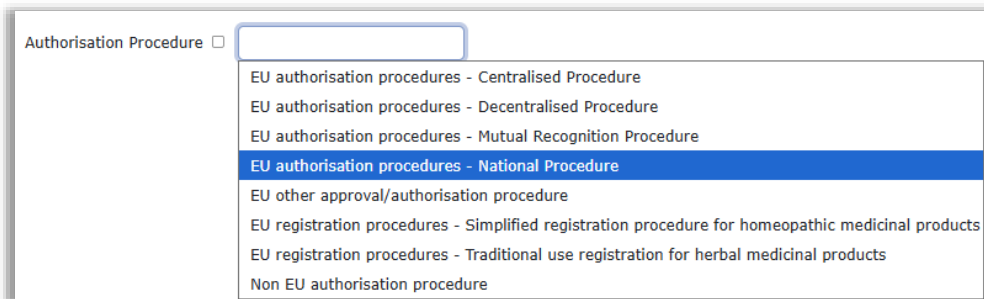 Authorisation Procedure
EU authorisation procedures - Centralised Procedure
EU authorisation procedures - Decentralised Procedure
EU authorisation procedures - Mutual Recognition Procedure
EU authorisation procedures - National Procedure
EU other approval/authorisation procedure
EU registration procedures - Simplified registration procedure for homeopathic medicinal products
EU registration procedures - Traditional use registration for herbal medicinal products
Non EU authorisation procedure